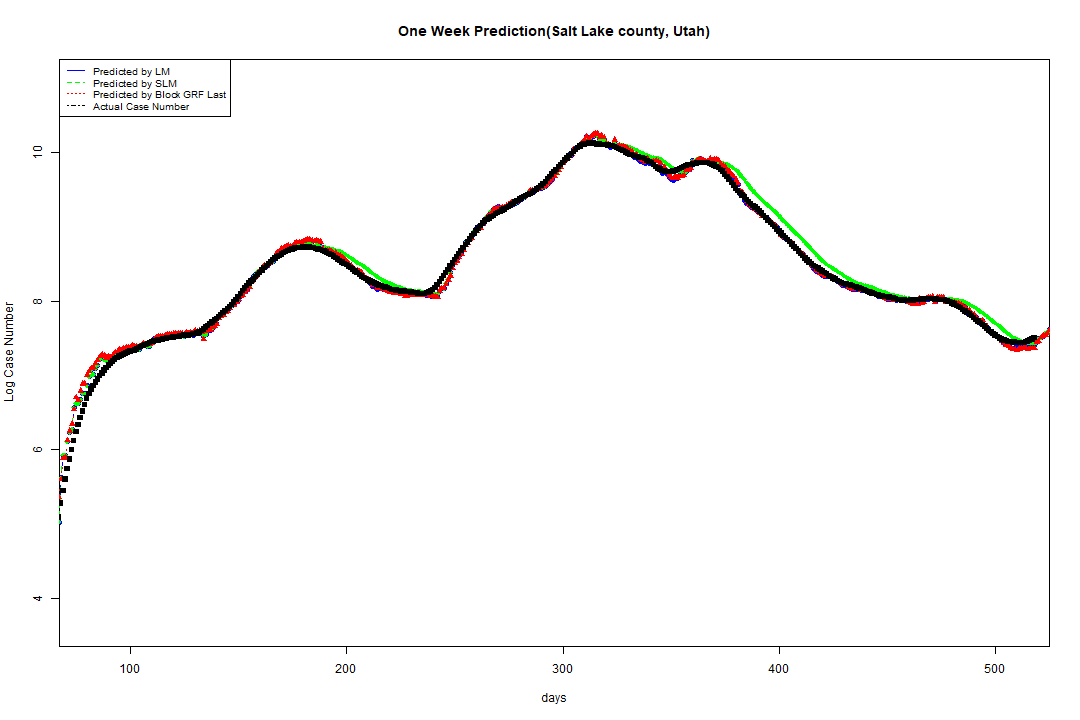 One Week Prediction(Salt Lake county, Utah)
Predicted by LM
Predicted by SLM
Predicted by Block GRF Last
Actual Case Number
10
8
6
4
Log Case Number
100 200 300 400 500
days